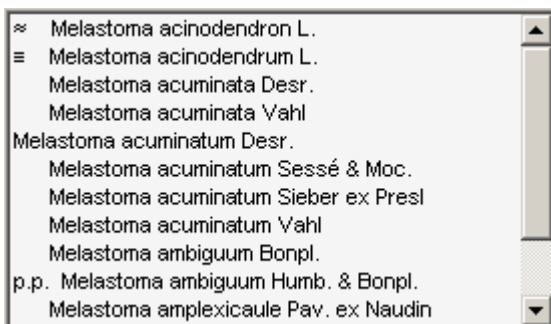 ≈ Melastoma acinodendron L.
≡ Melastoma acinodendrum L.
Melastoma acuminata Desr.
Melastoma acuminata Vahl
Melastoma acuminatum Desr.
Melastoma acuminatum Sessé & Moc.
Melastoma acuminatum Sieber ex Presl
Melastoma acuminatum Vahl
Melastoma ambiguum Bonpl.
p.p. Melastoma ambiguum Humb. & Bonpl.
Melastoma amplexicaule Pav. ex Naudin